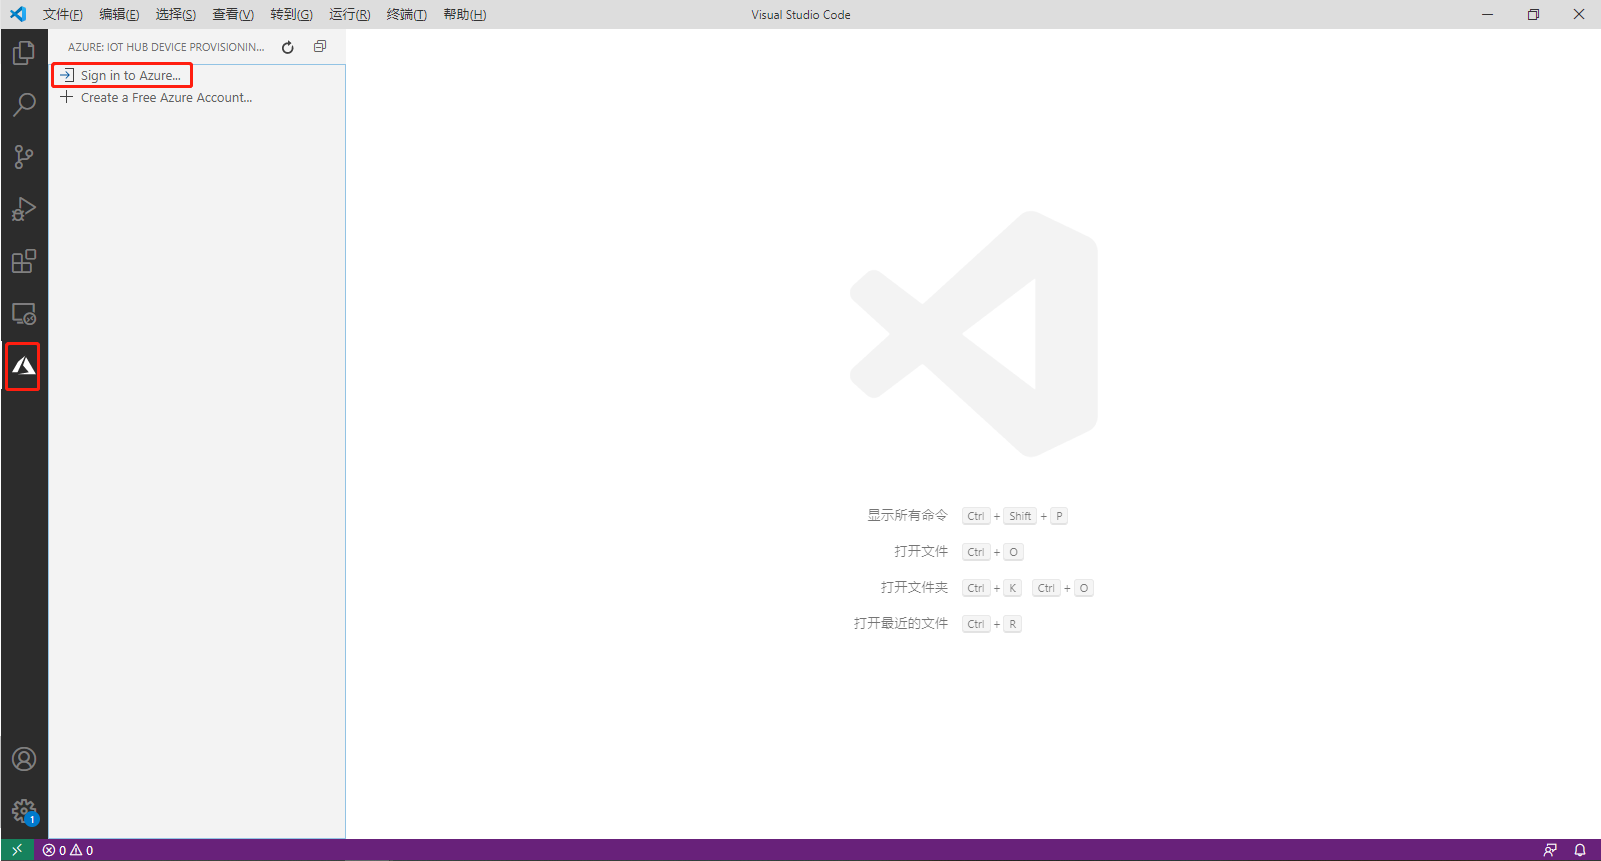 文件(F) 编辑(E) 选择(S) 查看(V) 转到(G) 运行(R) 终端(T) 帮助(H) Visual Studio Code
AZURE: IOT HUB DEVICE PROVISIONIN...
Sign in to Azure...
Create a Free Azure Account...
显示所有命令 Ctrl + Shift + P
打开文件 Ctrl + O
打开文件夹 Ctrl + K Ctrl + O
打开最近的文件 Ctrl + R
1
0 0